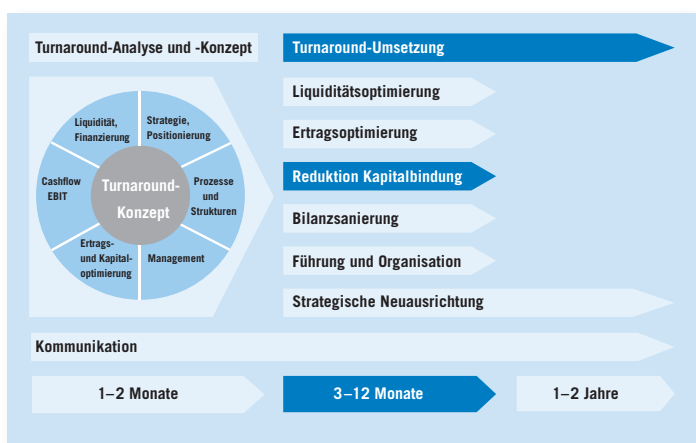 Turnaround-Analyse und -Konzept
Liquidität,
Finanzierung
Strategie,
Positionierung
Cashflow
EBIT
Turnaround-
Konzept
Prozesse
und
Strukturen
Ertrags-
und Kapital-
optimierung
Management
Turnaround-Umsetzung
Liquiditätsoptimierung
Ertragsoptimierung
Reduktion Kapitalbindung
Bilanzsanierung
Führung und Organisation
Strategische Neuausrichtung
Kommunikation
1–2 Monate
3–12 Monate
1–2 Jahre